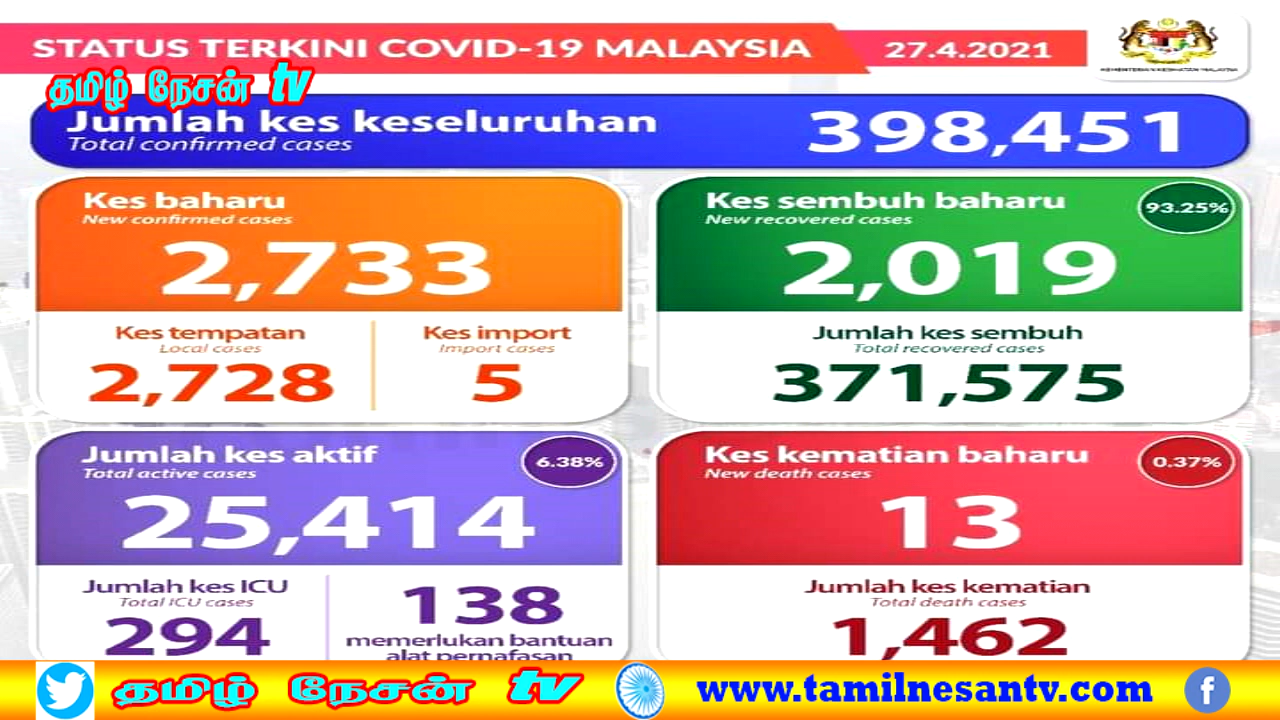 STATUS TERKINI COVID-19 MALAYSIA
27.4.2021
KEMENTERIAN KESIHATAN MALAYSIA
தமிழ் நேசன் tv
Jumlah kes keseluruhan
Total confirmed cases
398,451
Kes baharu
New confirmed cases
2,733
Kes tempatan
Local cases
2,728
Kes import
Import cases
5
Kes sembuh baharu
New recovered cases
93.25%
2,019
Jumlah kes sembuh
Total recovered cases
371,575
Jumlah kes aktif
Total active cases
6.38%
25,414
Jumlah kes ICU
Total ICU cases
294
138
memerlukan bantuan
alat pernafasan
Kes kematian baharu
New death cases
0.37%
13
Jumlah kes kematian
Total death cases
1,462
தமிழ் நேசன் tv
www.tamilnesantv.com
f